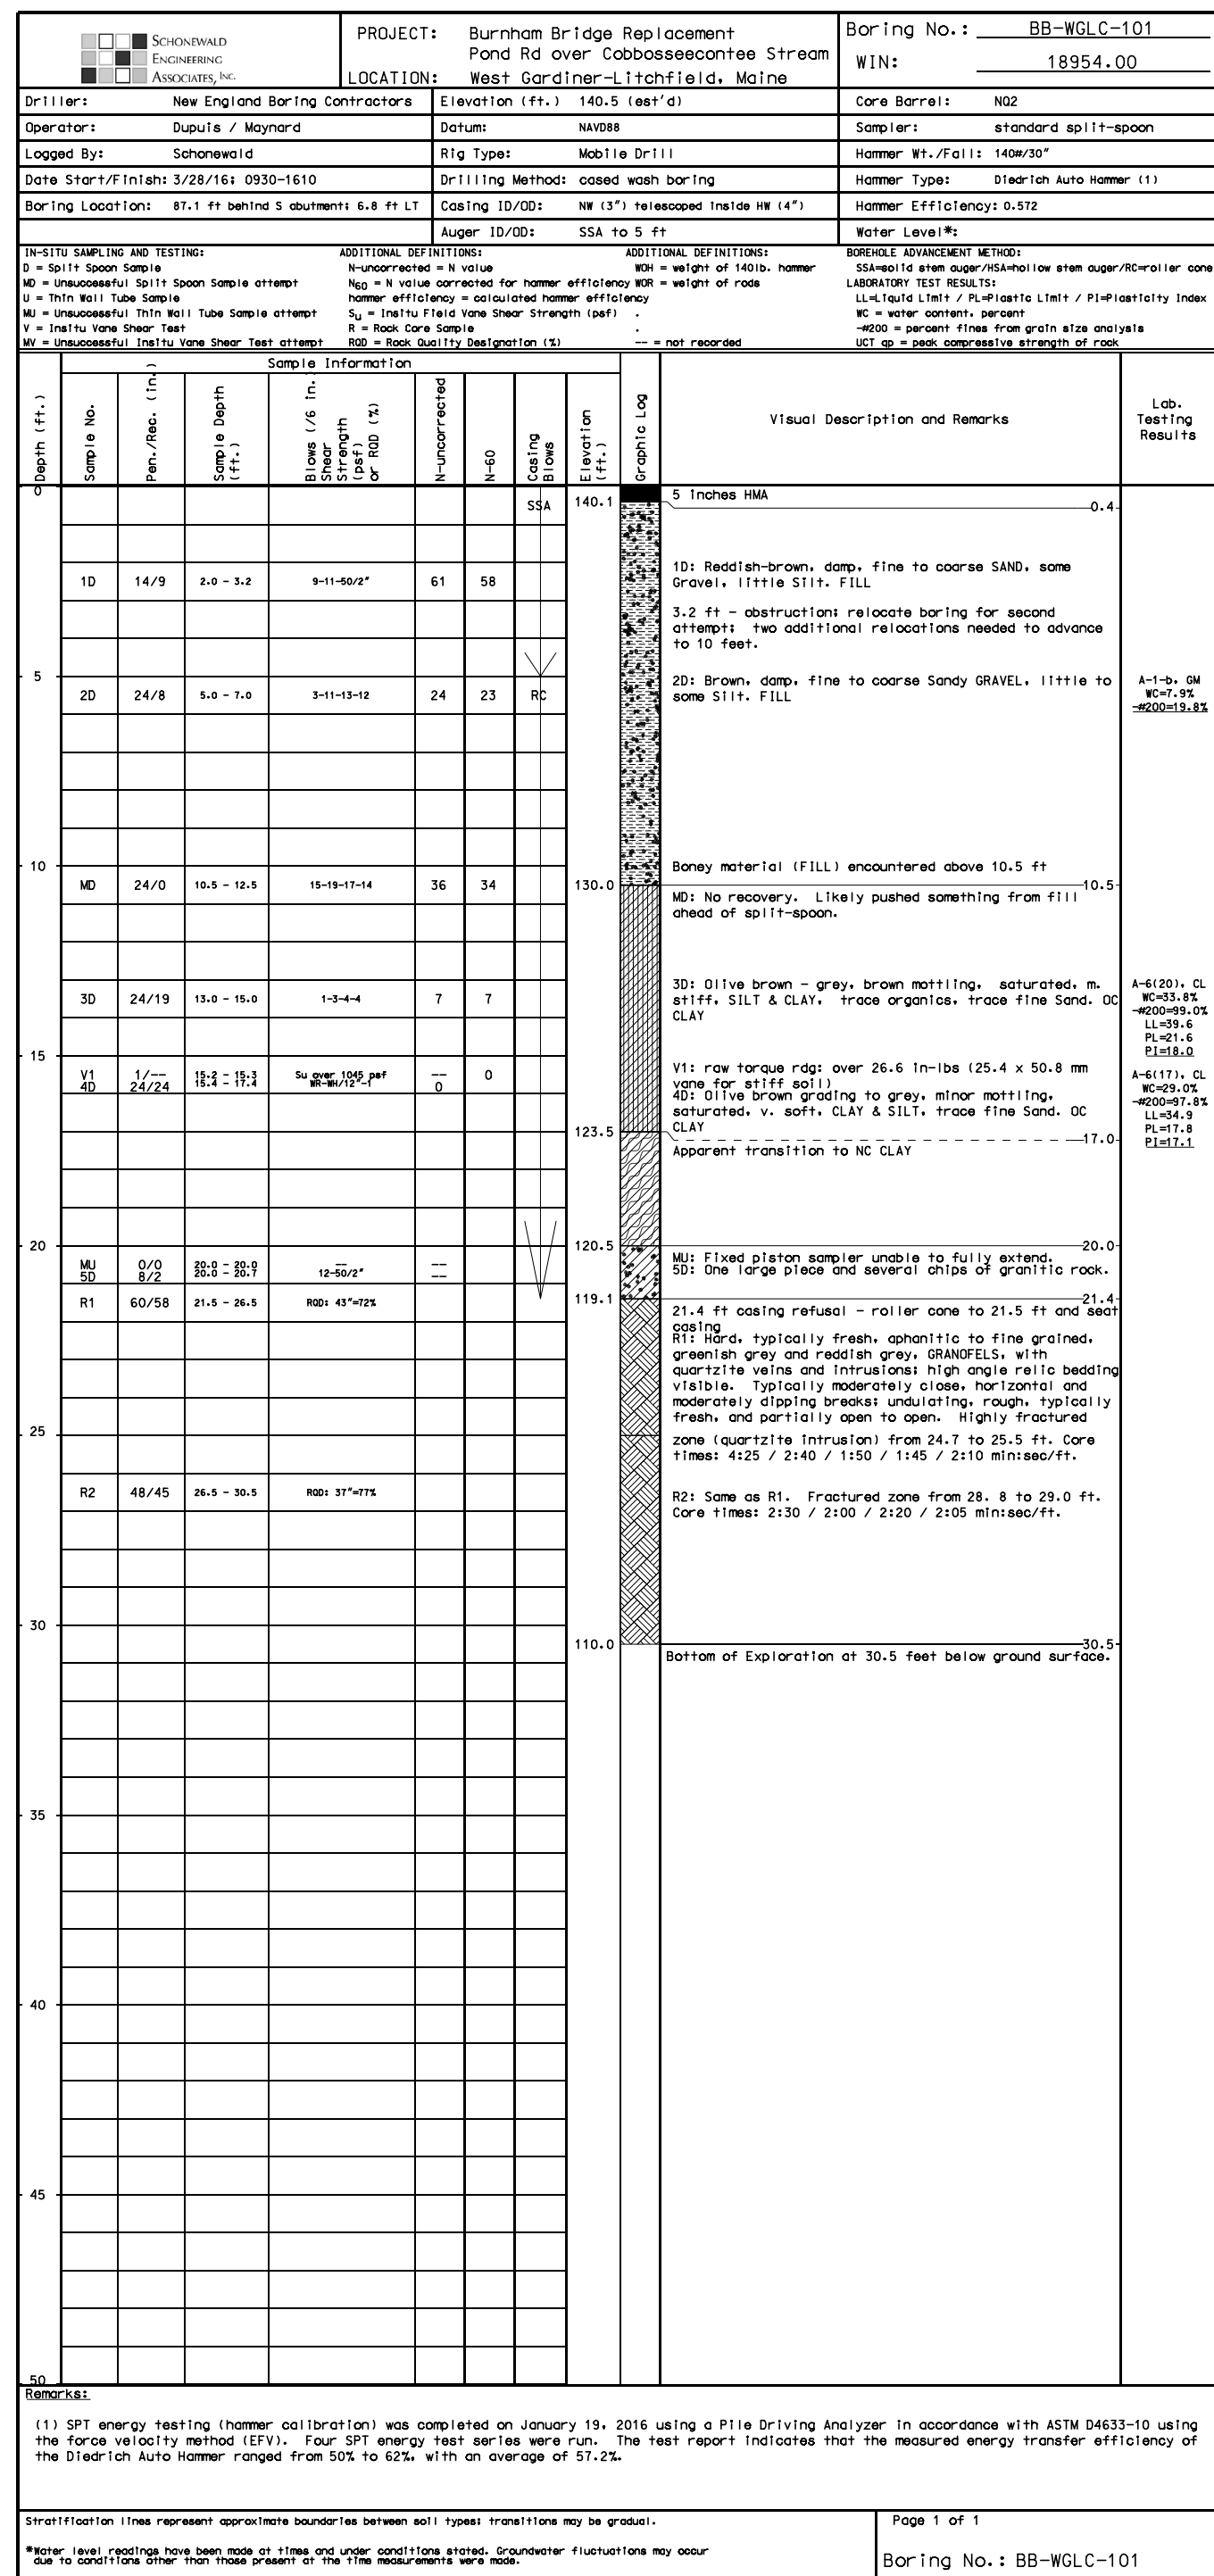 SCHONEWALD
ENGINEERING
ASSOCIATES, INC.
PROJECT: Burnham Bridge Replacement
Pond Rd over Cobbosseecontee Stream
LOCATION: West Gardiner-Litchfield, Maine
Boring No.: BB-WGLC-101
WIN: 18954.00
Driller: New England Boring Contractors Elevation (ft.) 140.5 (est'd) Core Barrel: NQ2
Operator: Dupuis / Maynard Datum: NAVD88 Sampler: standard split-spoon
Logged By: Schonewald Rig Type: Mobile Drill Hammer Wt./Fall: 140#/30"
Date Start/Finish: 3/28/16; 0930-1610 Drilling Method: cased wash boring Hammer Type: Diedrich Auto Hammer (1)
Boring Location: 87.1 ft behind S abutment; 6.8 ft LT Casing ID/OD: NW (3") telescoped inside HW (4") Hammer Efficiency: 0.572
Auger ID/OD: SSA to 5 ft Water Level*:
IN-SITU SAMPLING AND TESTING:
D = Split Spoon Sample
MD = Unsuccessful Split Spoon Sample attempt
U = Thin Wall Tube Sample
MU = Unsuccessful Thin Wall Tube Sample attempt
V = Insitu Vane Shear Test
MV = Unsuccessful Insitu Vane Shear Test attempt
ADDITIONAL DEFINITIONS:
N-uncorrected = N value
N60 = N value corrected for hammer efficiency
hammer efficiency = calculated hammer efficiency
Su = Insitu Field Vane Shear Strength (psf)
R = Rock Core Sample
RQD = Rock Quality Designation (%)
ADDITIONAL DEFINITIONS:
WOH = weight of 140lb. hammer
WOR = weight of rods
.
.
-- = not recorded
BOREHOLE ADVANCEMENT METHOD:
SSA=solid stem auger/HSA=hollow stem auger/RC=roller cone
LABORATORY TEST RESULTS:
LL=Liquid Limit / PL=Plastic Limit / PI=Plasticity Index
WC = water content, percent
-#200 = percent fines from grain size analysis
UCT qp = peak compressive strength of rock
Sample Information
Depth (ft.)
Sample No.
Pen./Rec. (in.)
Sample Depth
(ft.)
Blows (/6 in.)
Shear
Strength
(psf)
or RQD (%)
N-uncorrected
N-60
Casing
Blows
Elevation
(ft.)
Graphic Log
Visual Description and Remarks
Lab.
Testing
Results
0
SSA 140.1 5 inches HMA
0.4
1D 14/9 2.0 - 3.2 9-11-50/2" 61 58
1D: Reddish-brown, damp, fine to coarse SAND, some
Gravel, little Silt. FILL
3.2 ft - obstruction; relocate boring for second
attempt; two additional relocations needed to advance
to 10 feet.
5
2D 24/8 5.0 - 7.0 3-11-13-12 24 23 RC
2D: Brown, damp, fine to coarse Sandy GRAVEL, little to
some Silt. FILL
A-1-b, GM
WC=7.9%
-#200=19.8%
10
Boney material (FILL) encountered above 10.5 ft
MD 24/0 10.5 - 12.5 15-19-17-14 36 34 130.0 10.5
MD: No recovery. Likely pushed something from fill
ahead of split-spoon.
3D 24/19 13.0 - 15.0 1-3-4-4 7 7
3D: Olive brown - grey, brown mottling, saturated, m.
stiff, SILT & CLAY, trace organics, trace fine Sand. OC
CLAY
A-6(20), CL
WC=33.8%
-#200=99.0%
LL=39.6
PL=21.6
PI=18.0
15
V1 1/-- 15.2 - 15.3 Su over 1045 psf --
4D 24/24 15.4 - 17.4 WR-WH/12"-1 0 0
V1: raw torque rdg: over 26.6 in-lbs (25.4 x 50.8 mm
vane for stiff soil)
4D: Olive brown grading to grey, minor mottling,
saturated, v. soft, CLAY & SILT, trace fine Sand. OC
CLAY
A-6(17), CL
WC=29.0%
-#200=97.8%
LL=34.9
PL=17.8
PI=17.1
123.5 17.0
Apparent transition to NC CLAY
20 120.5 20.0
MU 0/0 20.0 - 20.0 -- --
5D 8/2 20.0 - 20.7 12-50/2" --
MU: Fixed piston sampler unable to fully extend.
5D: One large piece and several chips of granitic rock.
R1 60/58 21.5 - 26.5 RQD: 43"=72% 119.1 21.4
21.4 ft casing refusal - roller cone to 21.5 ft and seat
casing
R1: Hard, typically fresh, aphanitic to fine grained,
greenish grey and reddish grey, GRANOFELS, with
quartzite veins and intrusions; high angle relic bedding
visible. Typically moderately close, horizontal and
moderately dipping breaks; undulating, rough, typically
fresh, and partially open to open. Highly fractured
25
zone (quartzite intrusion) from 24.7 to 25.5 ft. Core
times: 4:25 / 2:40 / 1:50 / 1:45 / 2:10 min:sec/ft.
R2 48/45 26.5 - 30.5 RQD: 37"=77%
R2: Same as R1. Fractured zone from 28. 8 to 29.0 ft.
Core times: 2:30 / 2:00 / 2:20 / 2:05 min:sec/ft.
30
110.0 30.5
Bottom of Exploration at 30.5 feet below ground surface.
35
40
45
50
Remarks:
(1) SPT energy testing (hammer calibration) was completed on January 19, 2016 using a Pile Driving Analyzer in accordance with ASTM D4633-10 using
the force velocity method (EFV). Four SPT energy test series were run. The test report indicates that the measured energy transfer efficiency of
the Diedrich Auto Hammer ranged from 50% to 62%, with an average of 57.2%.
Stratification lines represent approximate boundaries between soil types; transitions may be gradual.
*Water level readings have been made at times and under conditions stated. Groundwater fluctuations may occur
due to conditions other than those present at the time measurements were made.
Page 1 of 1
Boring No.: BB-WGLC-101